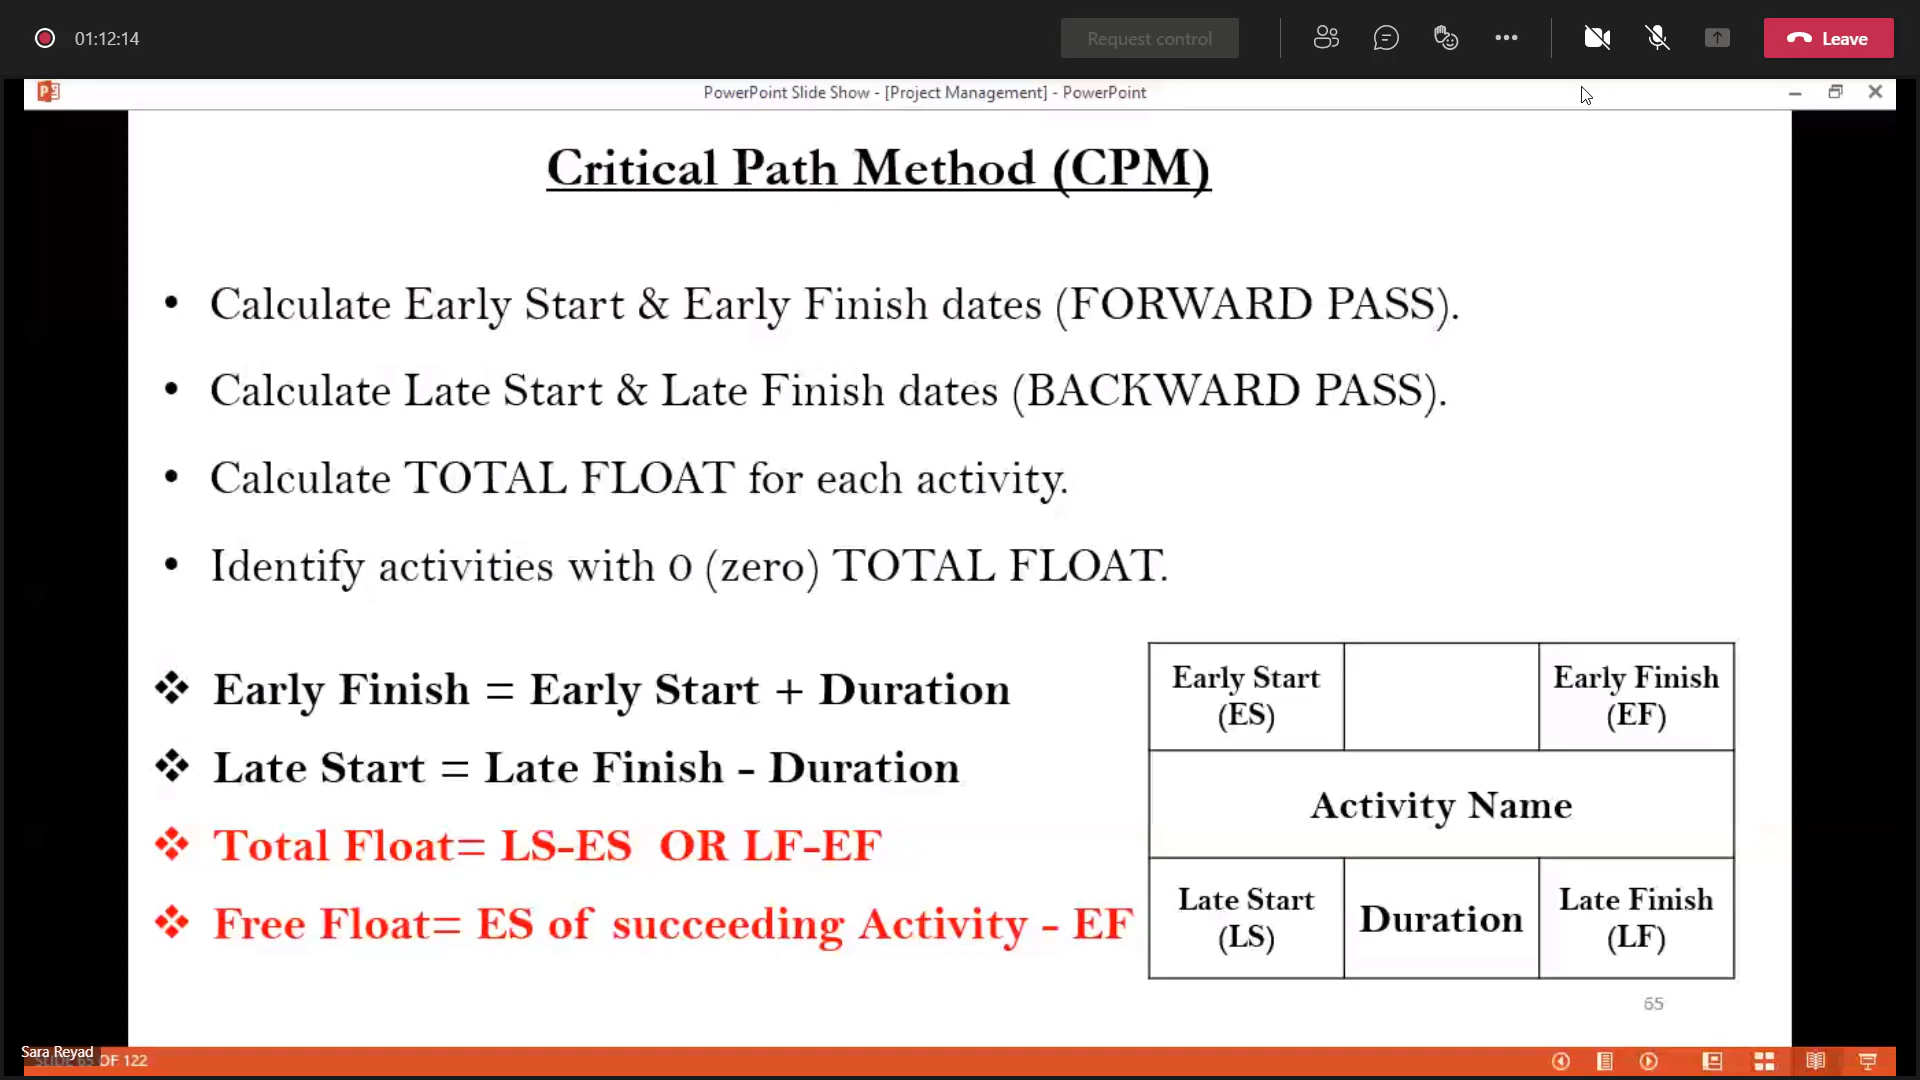 01:12:14
Request control
Leave
PowerPoint Slide Show - [Project Management] - PowerPoint
Critical Path Method (CPM)
• Calculate Early Start & Early Finish dates (FORWARD PASS).
• Calculate Late Start & Late Finish dates (BACKWARD PASS).
• Calculate TOTAL FLOAT for each activity.
• Identify activities with 0 (zero) TOTAL FLOAT.
❖ Early Finish = Early Start + Duration
❖ Late Start = Late Finish - Duration
❖ Total Float= LS-ES OR LF-EF
❖ Free Float= ES of succeeding Activity - EF
Early Start
(ES)
Early Finish
(EF)
Activity Name
Late Start
(LS)
Duration
Late Finish
(LF)
65
Sara Reyad
SLIDE 65 OF 122